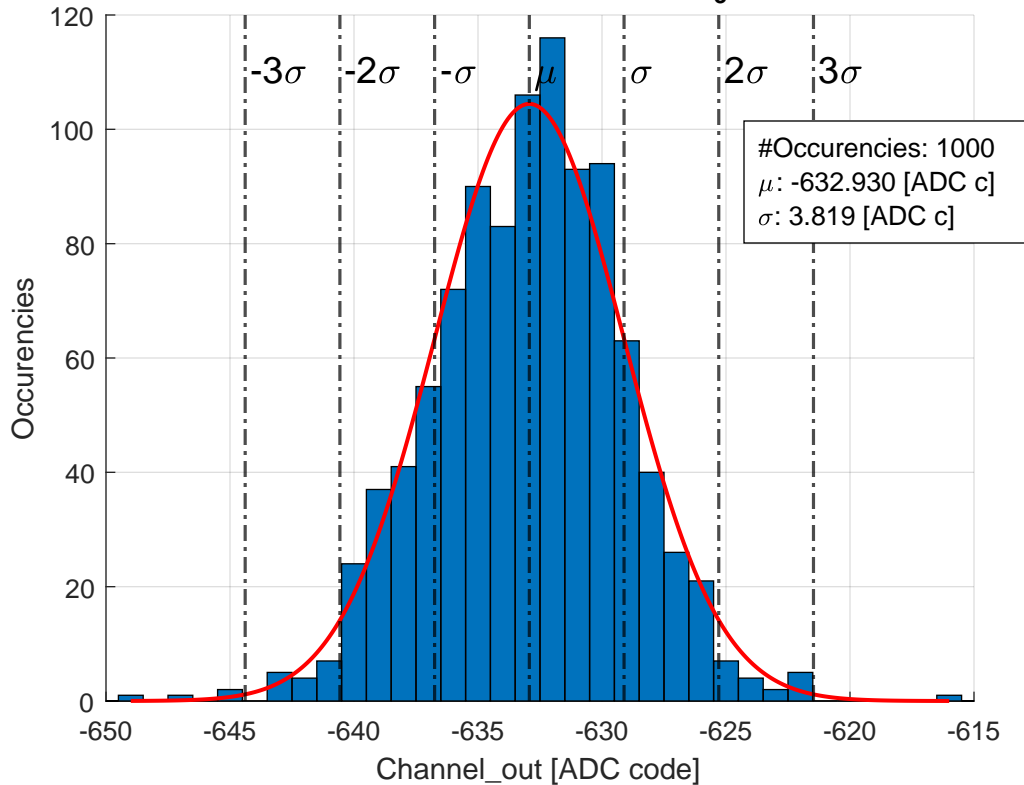 120
100
80
60
40
20
0
-3σ
-2σ
-σ
μ
σ
2σ
3σ
#Occurencies: 1000
μ: -632.930 [ADC c]
σ: 3.819 [ADC c]
Occurencies
-650
-645
-640
-635
-630
-625
-620
-615
Channel_out [ADC code]